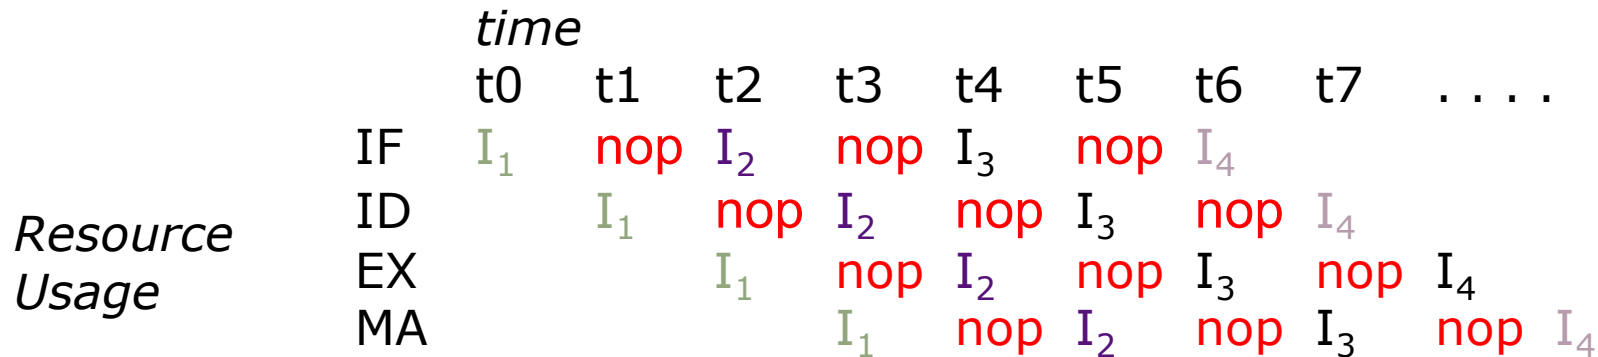 time
t0 t1 t2 t3 t4 t5 t6 t7 . . . .
IF I₁ nop I₂ nop I₃ nop I₄
ID I₁ nop I₂ nop I₃ nop I₄
Resource
Usage
EX I₁ nop I₂ nop I₃ nop I₄
MA I₁ nop I₂ nop I₃ nop I₄